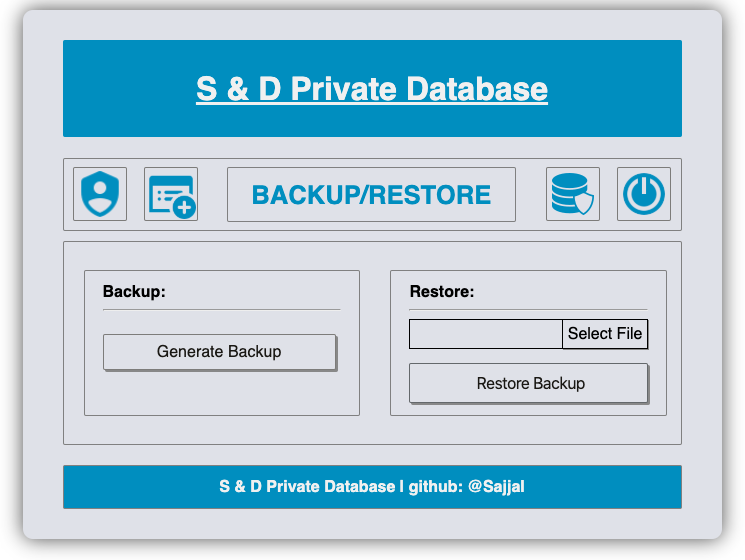 S & D Private Database
BACKUP/RESTORE
Backup:
Generate Backup
Restore:
Select File
Restore Backup
S & D Private Database | github: @Sajjal